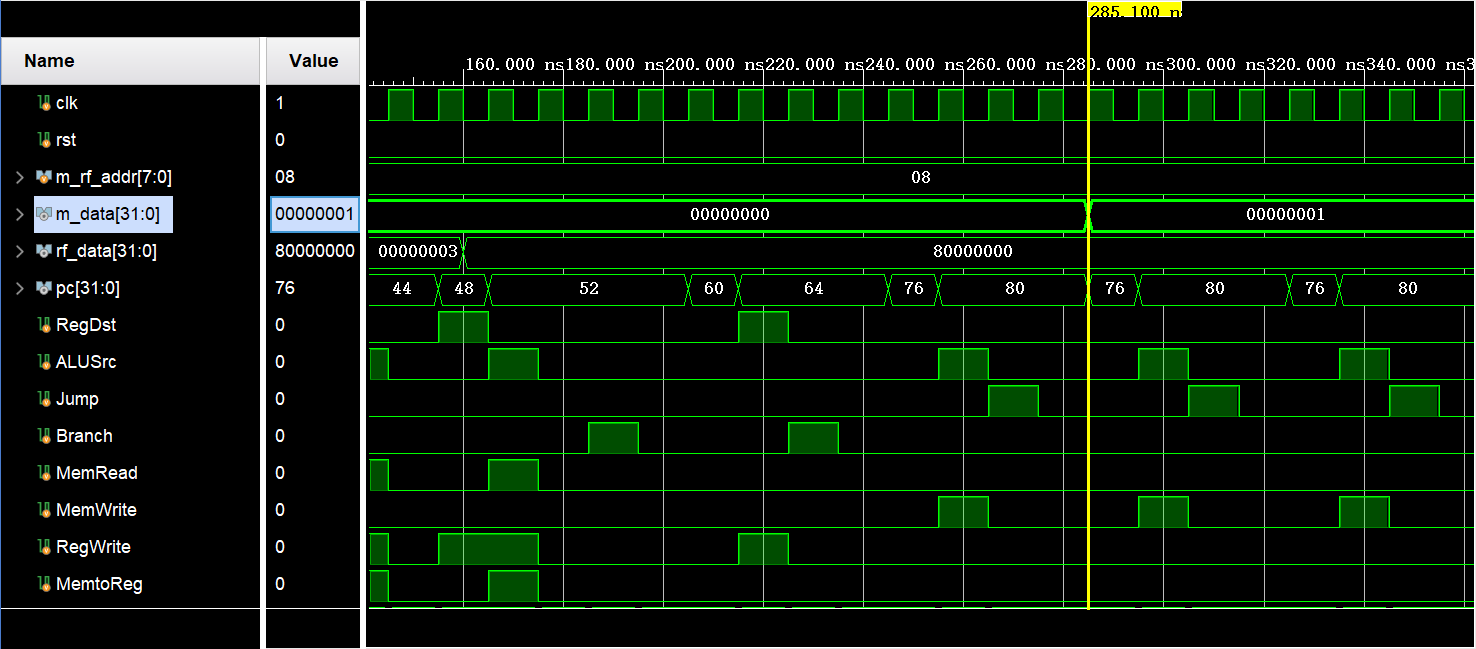 285.100 ns
Name Value
160.000 ns 180.000 ns 200.000 ns 220.000 ns 240.000 ns 260.000 ns 280.000 ns 300.000 ns 320.000 ns 340.000 ns 3
clk 1
rst 0
m_rf_addr[7:0] 08 08
m_data[31:0] 00000001 00000000 00000001
rf_data[31:0] 80000000 00000003 80000000
pc[31:0] 76 44 48 52 60 64 76 80 76 80 76 80
RegDst 0
ALUSrc 0
Jump 0
Branch 0
MemRead 0
MemWrite 0
RegWrite 0
MemtoReg 0